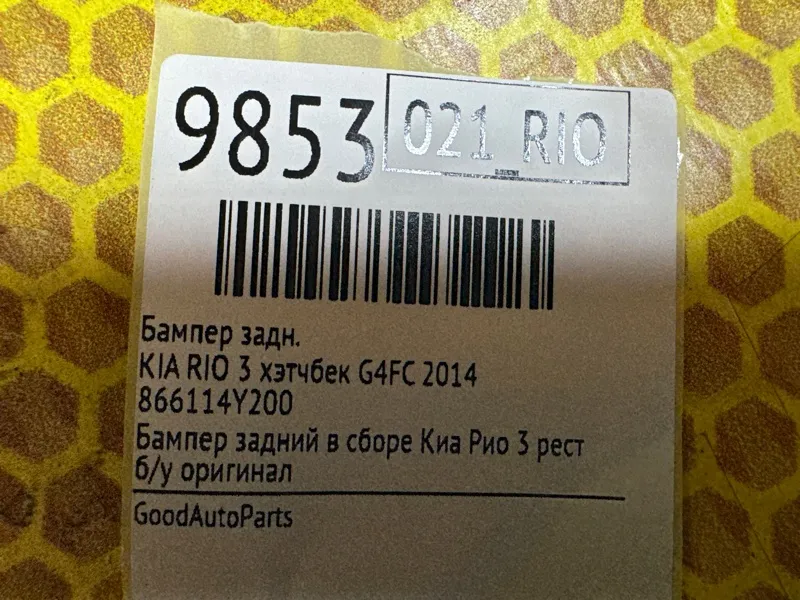 9853 021 RIO
Бампер задн.
KIA RIO 3 хэтчбек G4FC 2014
866114Y200
Бампер задний в сборе Киа Рио 3 рест
б/у оригинал
GoodAutoParts